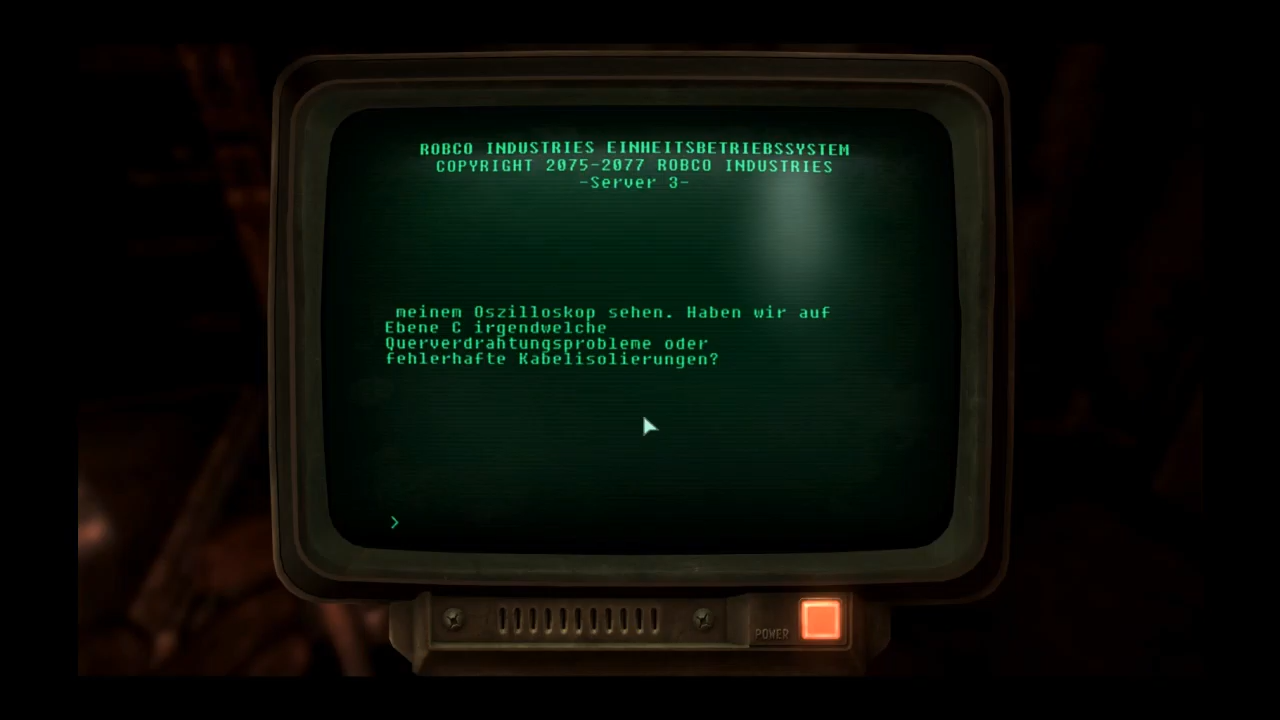 ROBCO INDUSTRIES EINHEITSBETRIEBSSYSTEM
COPYRIGHT 2075-2077 ROBCO INDUSTRIES
-Server 3-
meinem Oszilloskop sehen. Haben wir auf
Ebene C irgendwelche
Querverdrahtungsprobleme oder
fehlerhafte Kabelisolierungen?
>
POWER